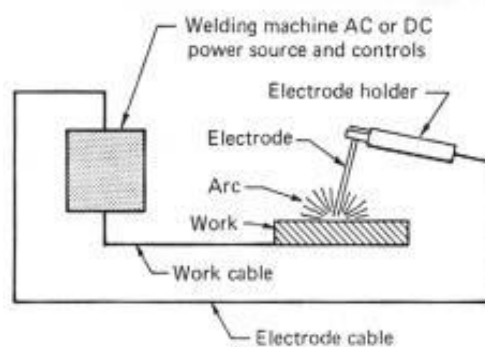 Welding machine AC or DC
power source and controls
Electrode holder
Electrode
Arc
Work
Work cable
Electrode cable